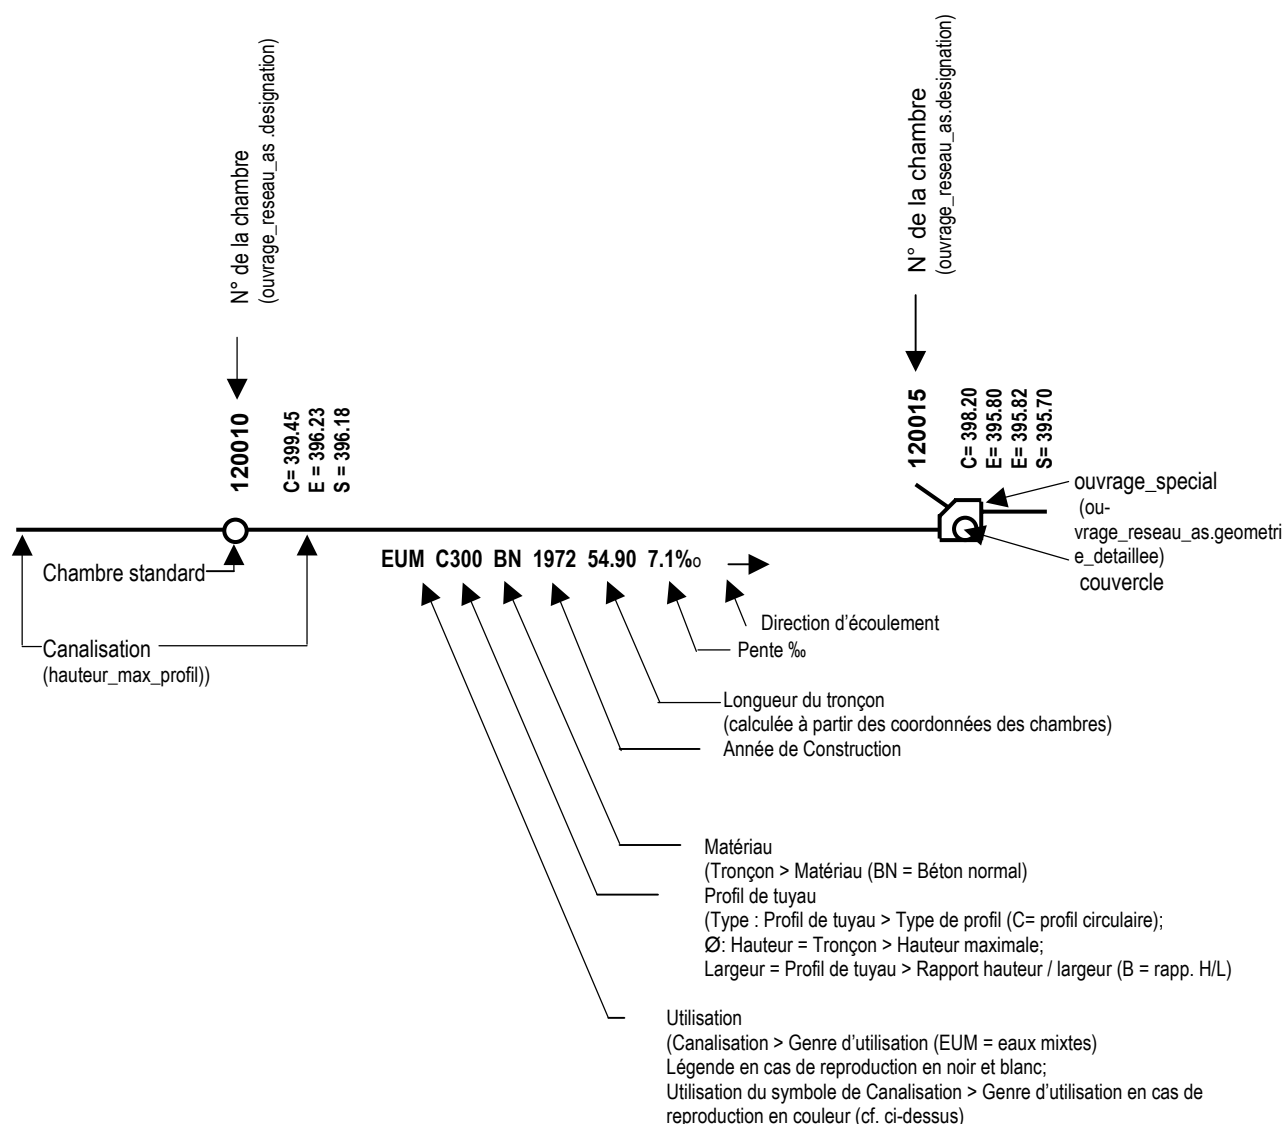 N° de la chambre
(ouvrage_reseau_as .designation)
N° de la chambre
(ouvrage_reseau_as.designation)
120010
C= 399.45
E = 396.23
S = 396.18
120015
C= 398.20
E= 395.80
E= 395.82
S= 395.70
ouvrage_special
(ou-
vrage_reseau_as.geometri
e_detaillee)
couvercle
Chambre standard
EUM C300 BN 1972 54.90 7.1‰
Canalisation
(hauteur_max_profil))
Direction d'écoulement
Pente ‰
Longueur du tronçon
(calculée à partir des coordonnées des chambres)
Année de Construction
Matériau
(Tronçon > Matériau (BN = Béton normal)
Profil de tuyau
(Type : Profil de tuyau > Type de profil (C= profil circulaire);
Ø: Hauteur = Tronçon > Hauteur maximale;
Largeur = Profil de tuyau > Rapport hauteur / largeur (B = rapp. H/L)
Utilisation
(Canalisation > Genre d'utilisation (EUM = eaux mixtes)
Légende en cas de reproduction en noir et blanc;
Utilisation du symbole de Canalisation > Genre d'utilisation en cas de
reproduction en couleur (cf. ci-dessus)